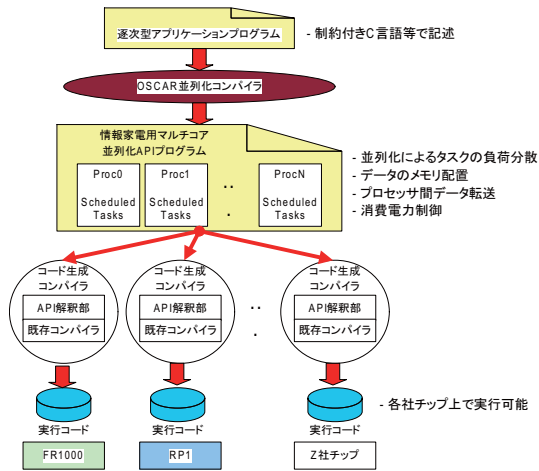 逐次型アプリケーションプログラム
- 制約付きC言語等で記述
OSCAR並列化コンパイラ
情報家電用マルチコア
並列化APIプログラム
Proc0
Scheduled
Tasks
Proc1
Scheduled
Tasks
..
.
ProcN
Scheduled
Tasks
- 並列化によるタスクの負荷分散
- データのメモリ配置
- プロセッサ間データ転送
- 消費電力制御
コード生成
コンパイラ
API解釈部
既存コンパイラ
コード生成
コンパイラ
API解釈部
既存コンパイラ
..
.
コード生成
コンパイラ
API解釈部
既存コンパイラ
- 各社チップ上で実行可能
実行コード
実行コード
実行コード
FR1000
RP1
Z社チップ